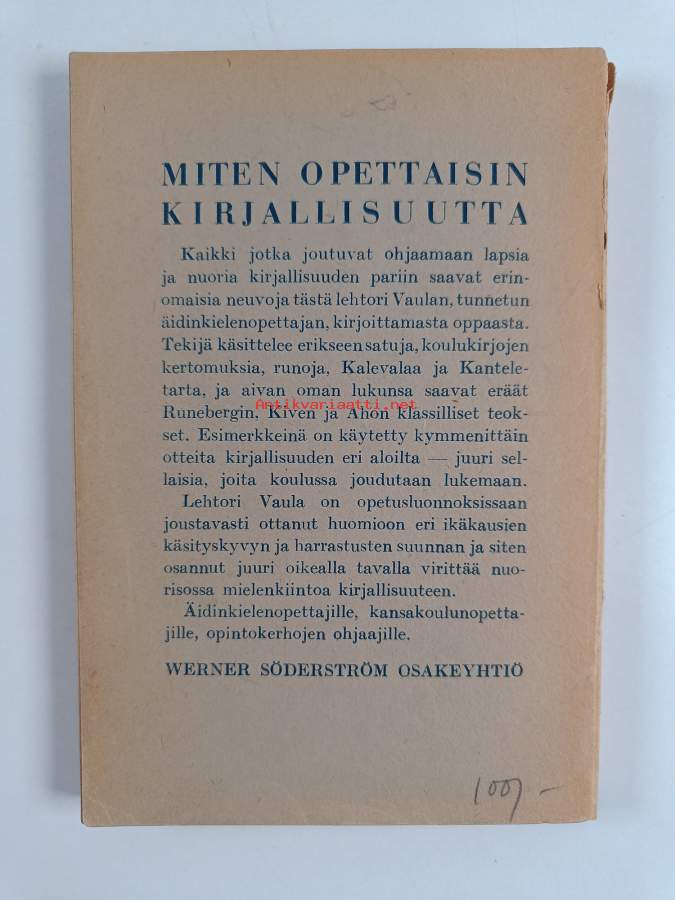 MITEN OPETTAISIN
KIRJALLISUUTTA
Kaikki jotka joutuvat ohjaamaan lapsia
ja nuoria kirjallisuuden pariin saavat erin-
omaisia neuvoja tästä lehtori Vaulan, tunnetun
äidinkielenopettajan, kirjoittamasta oppaasta.
Tekijä käsittelee erikseen satuja, koulukirjojen
kertomuksia, runoja, Kalevalaa ja Kantele-
tarta, ja aivan oman lukunsa saavat eräät
Antikvariaatti.net
Runebergin, Kiven ja Ahon klassilliset teok-
set. Esimerkkeinä on käytetty kymmenittäin
otteita kirjallisuuden eri aloilta — juuri sel-
laisia, joita koulussa joudutaan lukemaan.
Lehtori Vaula on opetusluonnoksissaan
joustavasti ottanut huomioon eri ikäkausien
käsityskyvyn ja harrastusten suunnan ja siten
osannut juuri oikealla tavalla virittää nuo-
risossa mielenkiintoa kirjallisuuteen.
Äidinkielenopettajille, kansakoulunopetta-
jille, opintokerhojen ohjaajille.
WERNER SÖDERSTRÖM OSAKEYHTIÖ